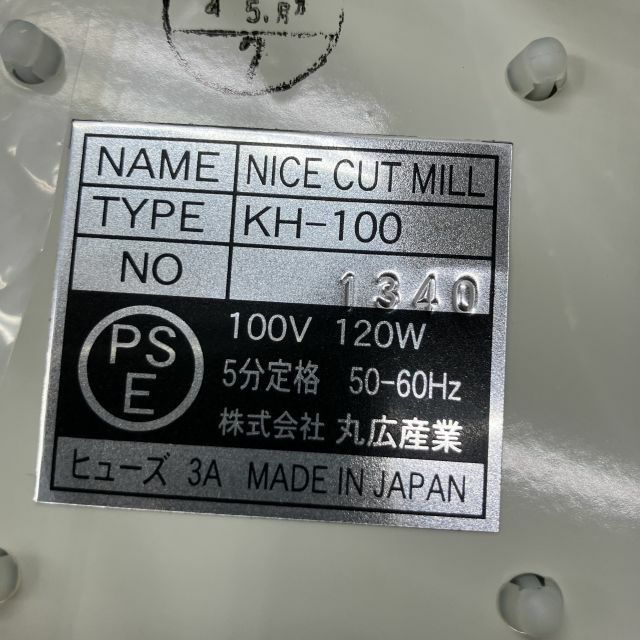 NAME NICE CUT MILL
TYPE KH-100
NO 1340
PS
E
100V 120W
5分定格 50-60Hz
株式会社 丸広産業
ヒューズ 3A MADE IN JAPAN